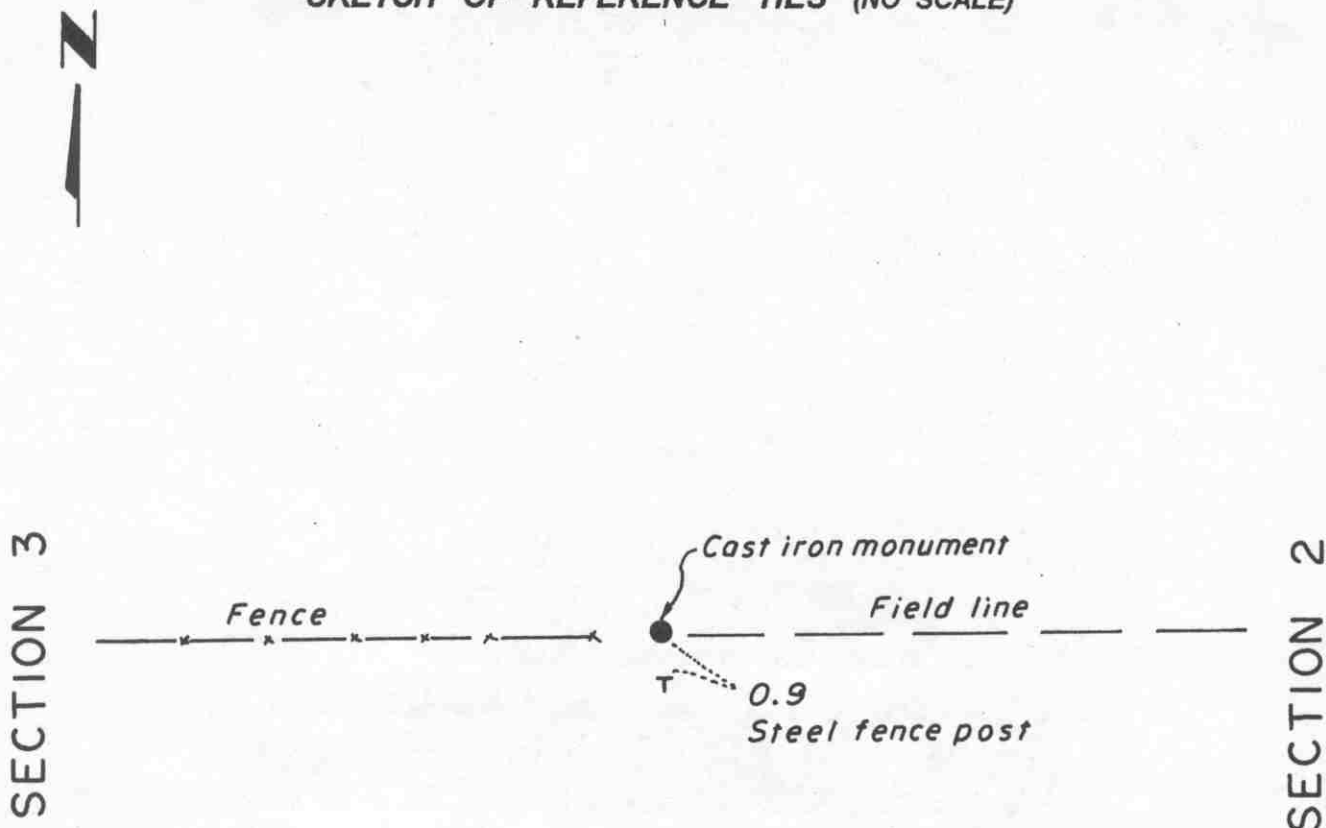 SKETCH OF REFERENCE TIES (NO SCALE)
N
SECTION 3
Cast iron monument
Fence
Field line
T
0.9
Steel fence post
SECTION 2